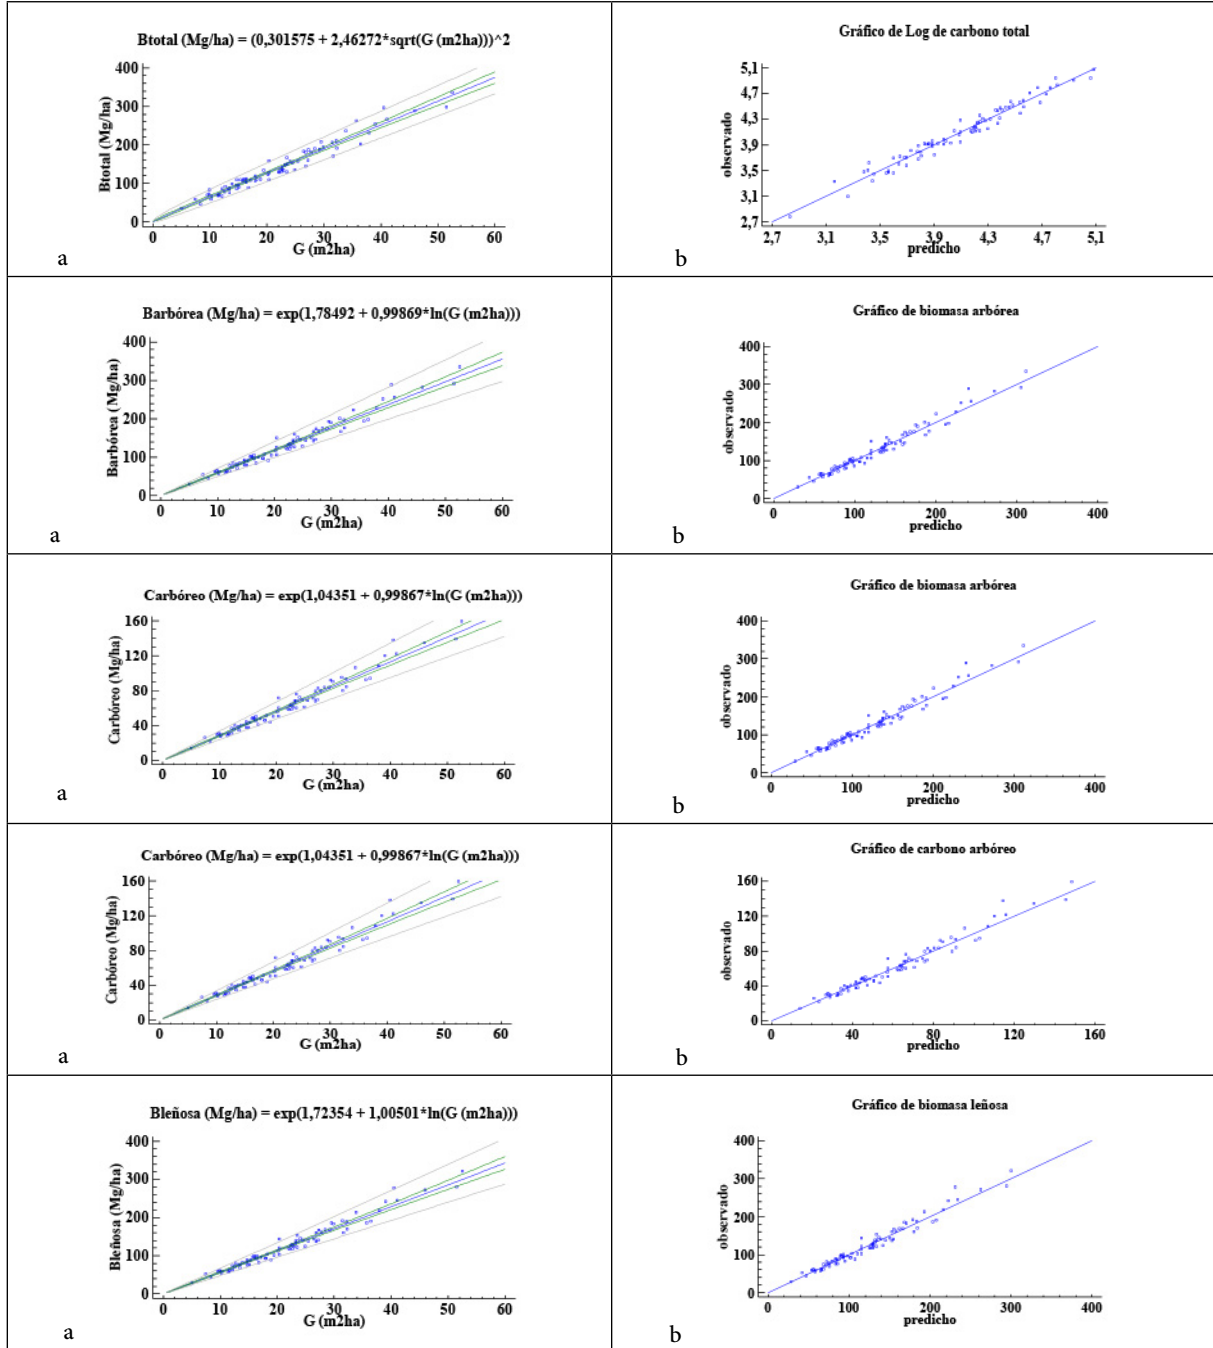 Btotal (Mg/ha) = (0,301575 + 2,46272*sqrt(G (m2ha)))^2
Btotal (Mg/ha)
400
300
200
100
0
0 10 20 30 40 50 60
G (m2ha)
a
Gráfico de Log de carbono total
observado
5,1
4,7
4,3
3,9
3,5
3,1
2,7
2,7 3,1 3,5 3,9 4,3 4,7 5,1
predicho
b
Barbórea (Mg/ha) = exp(1,78492 + 0,99869*ln(G (m2ha)))
Barbórea (Mg/ha)
400
300
200
100
0
0 10 20 30 40 50 60
G (m2ha)
a
Gráfico de biomasa arbórea
observado
400
300
200
100
0
0 100 200 300 400
predicho
b
Carbóreo (Mg/ha) = exp(1,04351 + 0,99867*ln(G (m2ha)))
Carbóreo (Mg/ha)
160
120
80
40
0
0 10 20 30 40 50 60
G (m2ha)
a
Gráfico de biomasa arbórea
observado
400
300
200
100
0
0 100 200 300 400
predicho
b
Carbóreo (Mg/ha) = exp(1,04351 + 0,99867*ln(G (m2ha)))
Carbóreo (Mg/ha)
160
120
80
40
0
0 10 20 30 40 50 60
G (m2ha)
a
Gráfico de carbono arbóreo
observado
160
120
80
40
0
0 40 80 120 160
predicho
b
Bleñosa (Mg/ha) = exp(1,72354 + 1,00501*ln(G (m2ha)))
Bleñosa (Mg/ha)
400
300
200
100
0
0 10 20 30 40 50 60
G (m2ha)
a
Gráfico de biomasa leñosa
observado
400
300
200
100
0
0 100 200 300 400
predicho
b